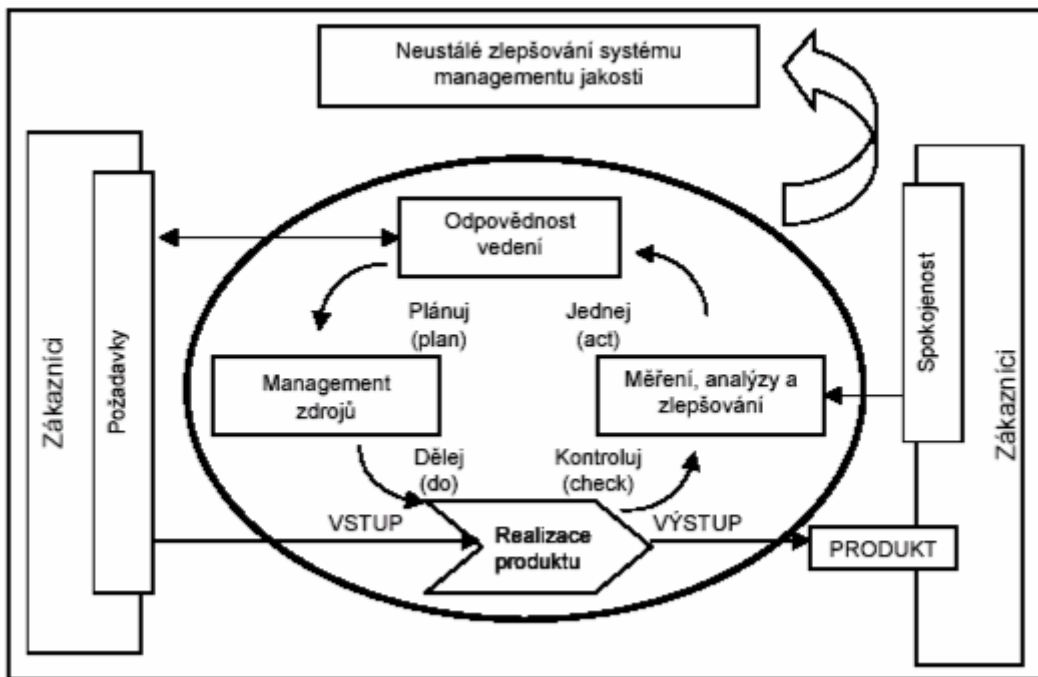 Neustálé zlepšování systému
managementu jakosti
Zákazníci
Požadavky
Odpovědnost
vedení
Plánuj
(plan)
Jednej
(act)
Management
zdrojů
Měření, analýzy a
zlepšování
Spokojenost
Zákazníci
Dělej
(do)
Kontroluj
(check)
VSTUP
Realizace
produktu
VÝSTUP
PRODUKT